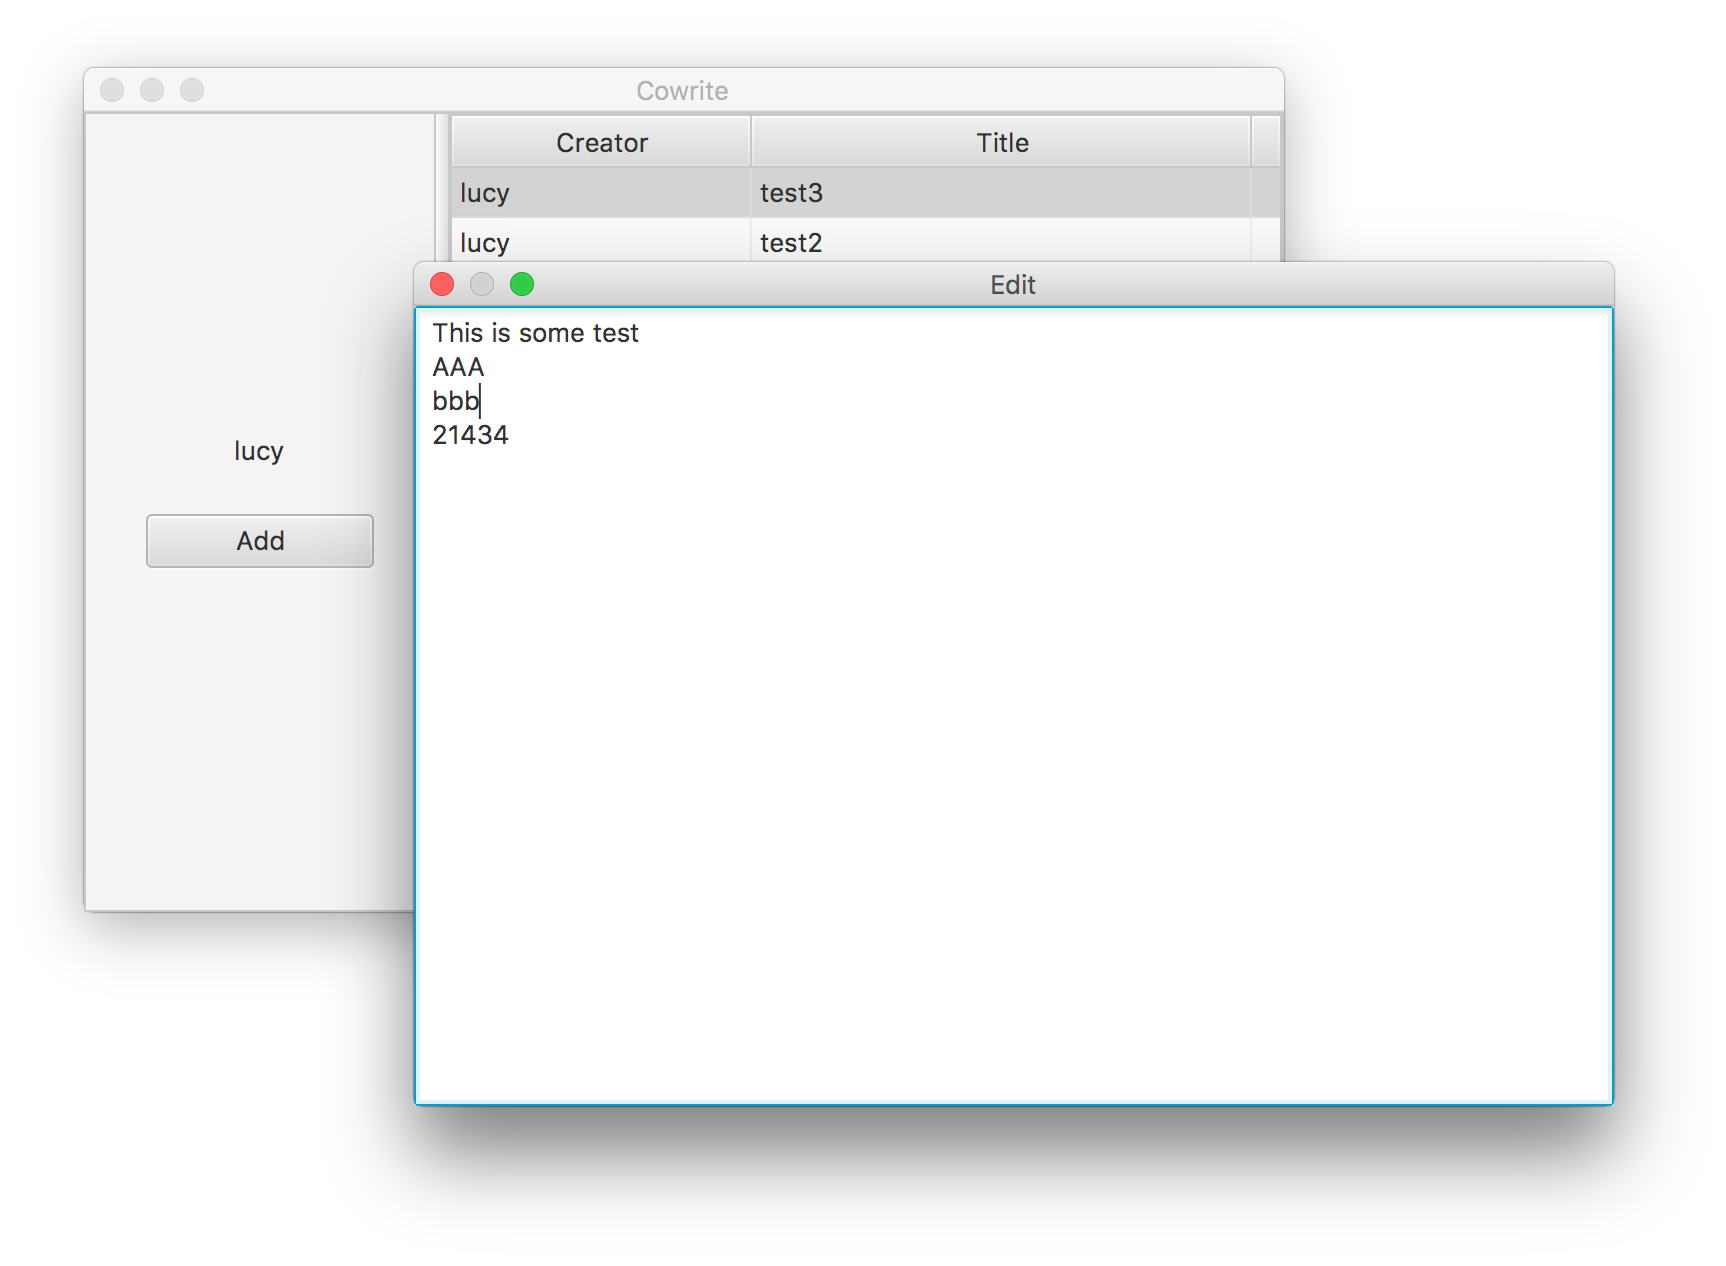 Cowrite
Creator Title
lucy test3
lucy test2
Edit
This is some test
AAA
bbb
21434
lucy
Add